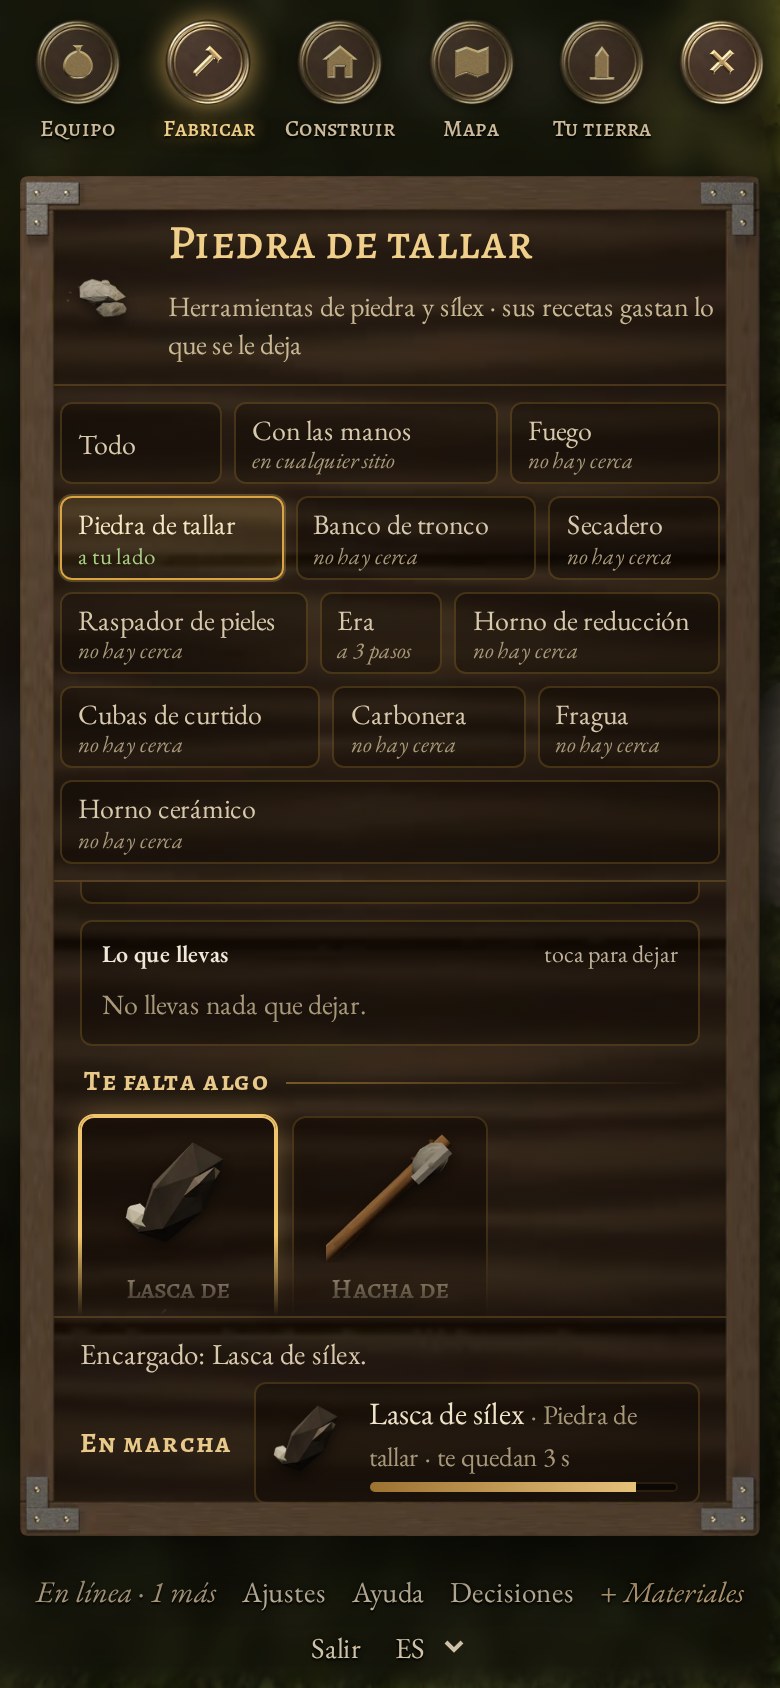 Equipo Fabricar Construir Mapa Tu tierra
Piedra de tallar
Herramientas de piedra y sílex · sus recetas gastan lo
que se le deja
Todo
Con las manos
en cualquier sitio
Fuego
no hay cerca
Piedra de tallar
a tu lado
Banco de tronco
no hay cerca
Secadero
no hay cerca
Raspador de pieles
no hay cerca
Era
a 3 pasos
Horno de reducción
no hay cerca
Cubas de curtido
no hay cerca
Carbonera
no hay cerca
Fragua
no hay cerca
Horno cerámico
no hay cerca
Lo que llevas
toca para dejar
No llevas nada que dejar.
Te falta algo
Lasca de
Hacha de
Encargado: Lasca de sílex.
En marcha
Lasca de sílex · Piedra de
tallar · te quedan 3 s
En línea · 1 más Ajustes Ayuda Decisiones + Materiales
Salir ES